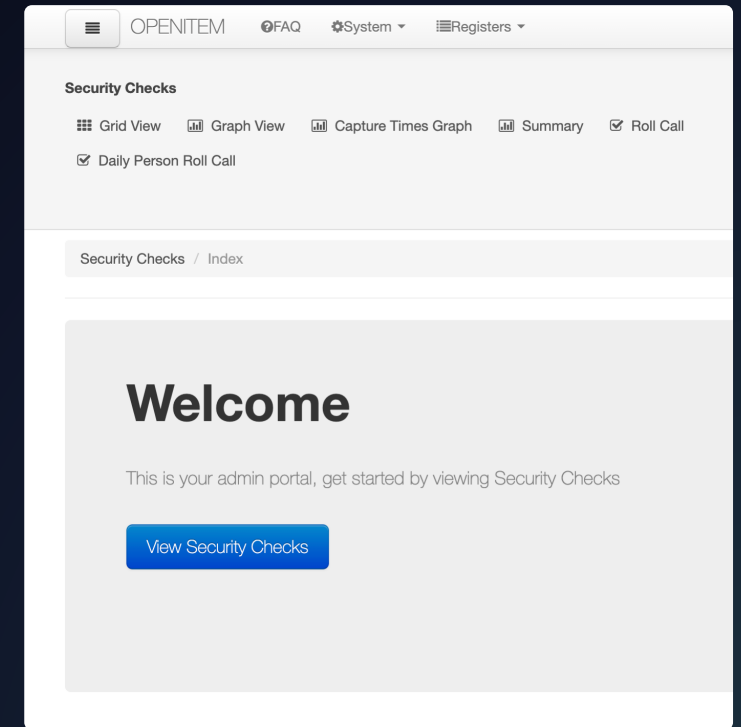 OPENITEM FAQ System Registers
Security Checks
Grid View Graph View Capture Times Graph Summary Roll Call
Daily Person Roll Call
Security Checks / Index
Welcome
This is your admin portal, get started by viewing Security Checks
View Security Checks